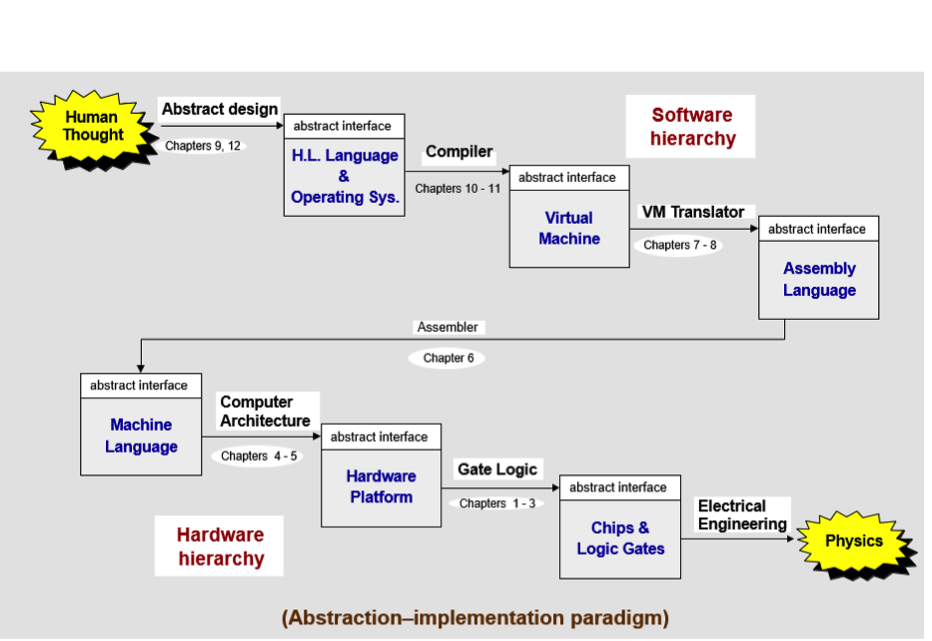 Human
Thought
Abstract design
Chapters 9, 12
abstract interface
H.L. Language
&
Operating Sys.
Compiler
Chapters 10 - 11
abstract interface
Virtual
Machine
Software
hierarchy
VM Translator
Chapters 7 - 8
abstract interface
Assembly
Language
Assembler
Chapter 6
abstract interface
Machine
Language
Computer
Architecture
Chapters 4 - 5
abstract interface
Hardware
Platform
Gate Logic
Chapters 1 - 3
abstract interface
Chips &
Logic Gates
Electrical
Engineering
Physics
Hardware
hierarchy
(Abstraction–implementation paradigm)